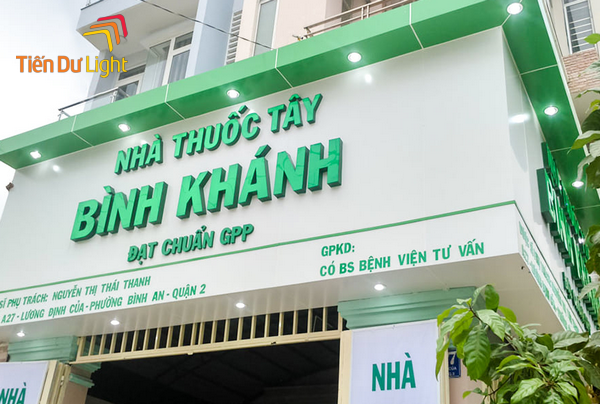 Tiến Dư Light
NHÀ THUỐC TÂY
BÌNH KHÁNH
ĐẠT CHUẨN GPP
SĨ PHỤ TRÁCH: NGUYỄN THỊ THÁI THANH
A27 - LƯƠNG ĐỊNH CỦA - PHƯỜNG BÌNH AN - QUẬN 2
GPKD:
CÓ BS BỆNH VIỆN TƯ VẤN
NHÀ
NHÀ